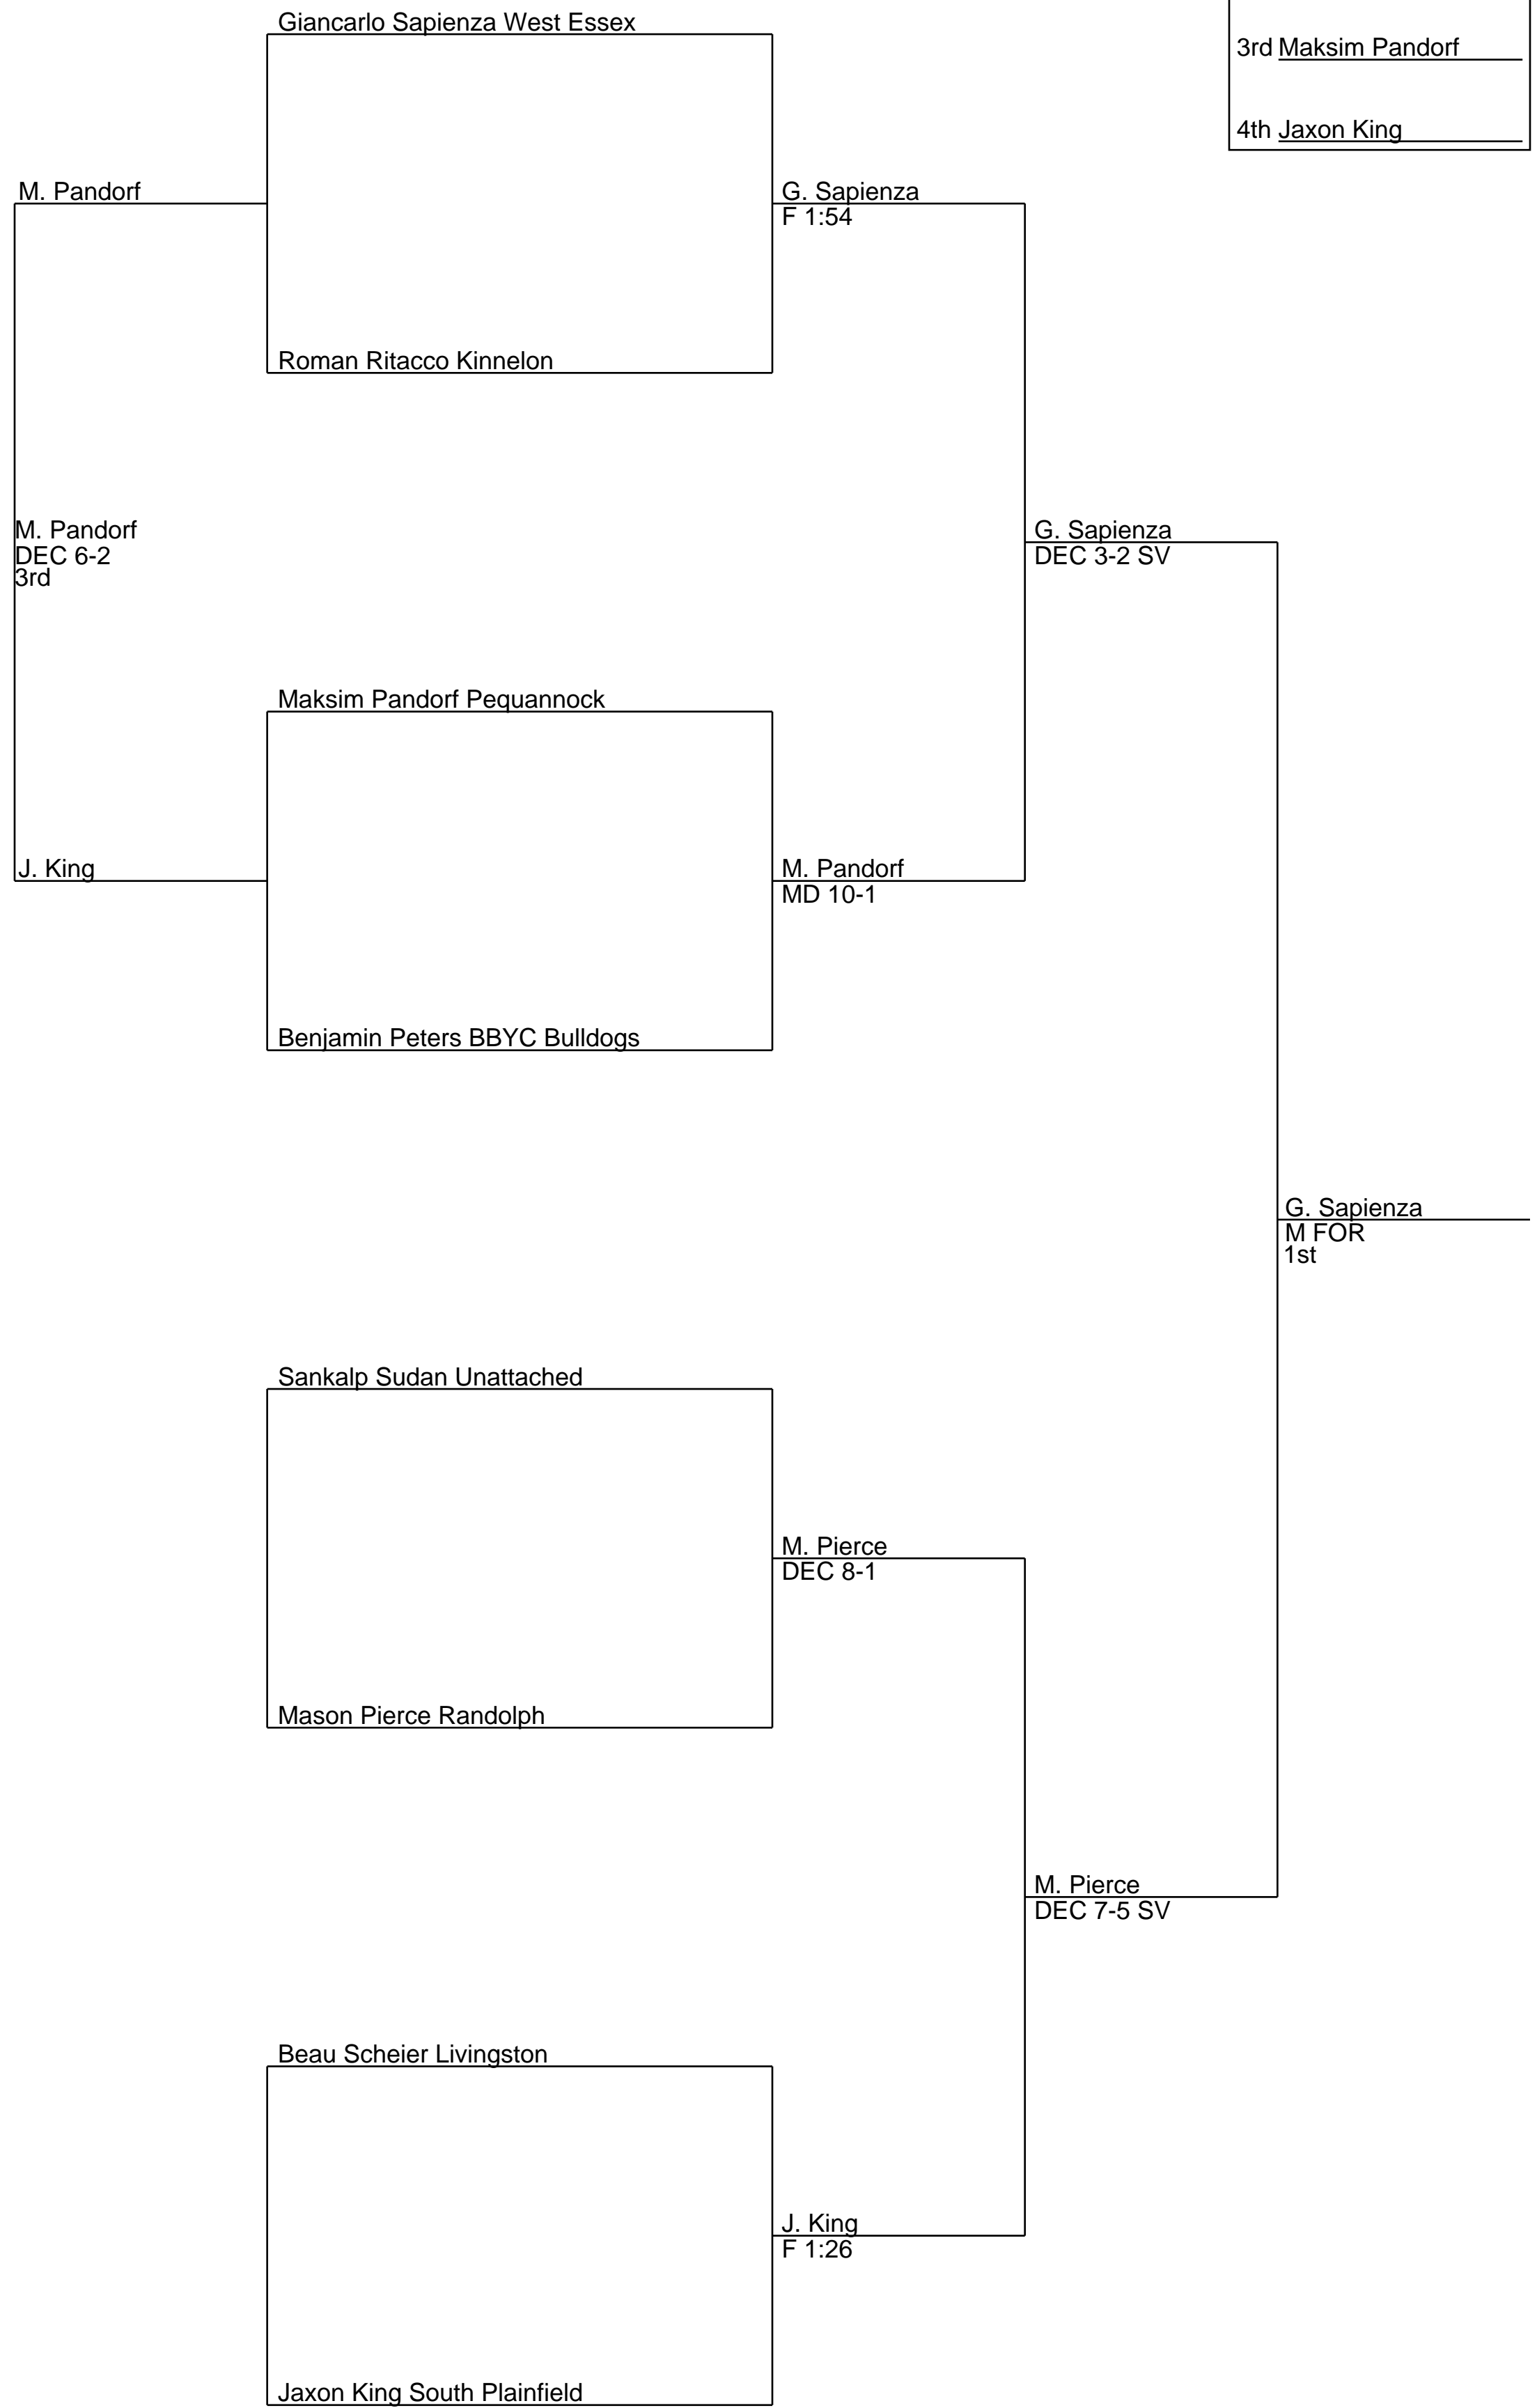 Giancarlo Sapienza West Essex
3rd Maksim Pandorf
4th Jaxon King
M. Pandorf
G. Sapienza
F 1:54
Roman Ritacco Kinnelon
M. Pandorf
DEC 6-2
3rd
G. Sapienza
DEC 3-2 SV
Maksim Pandorf Pequannock
J. King
M. Pandorf
MD 10-1
Benjamin Peters BBYC Bulldogs
G. Sapienza
M FOR
1st
Sankalp Sudan Unattached
M. Pierce
DEC 8-1
Mason Pierce Randolph
M. Pierce
DEC 7-5 SV
Beau Scheier Livingston
J. King
F 1:26
Jaxon King South Plainfield